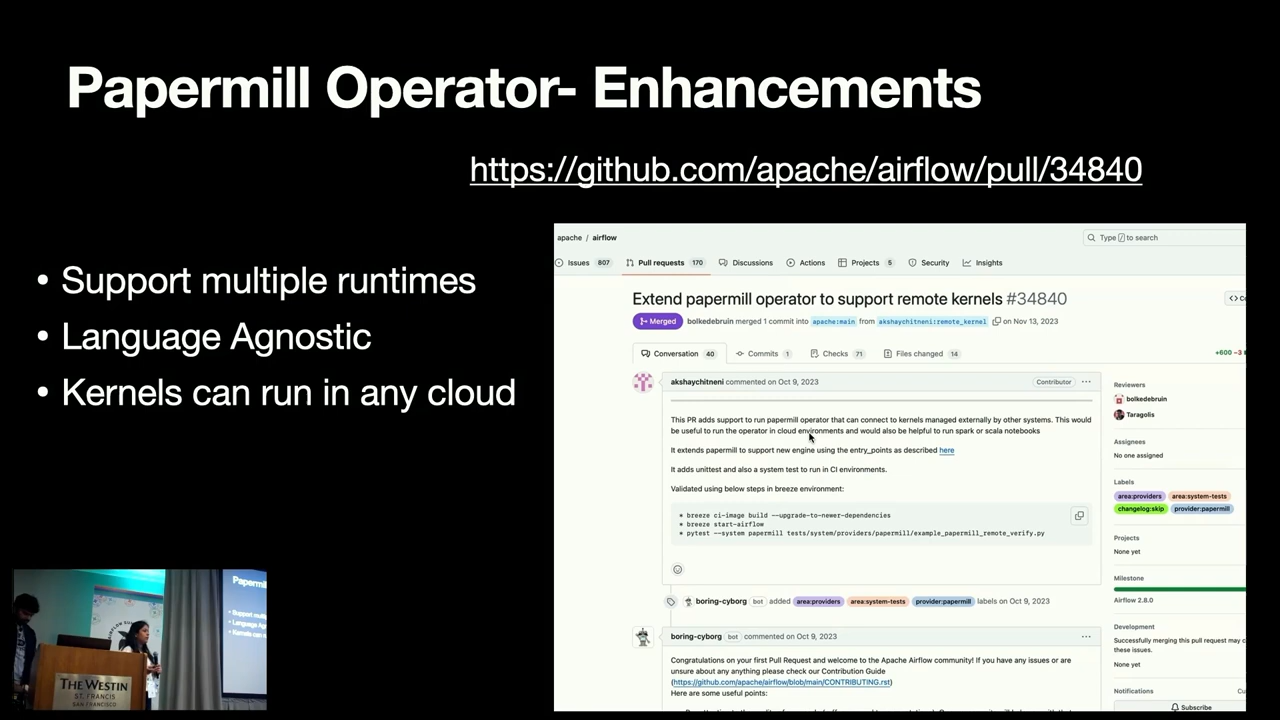 Papermill Operator- Enhancements
https://github.com/apache/airflow/pull/34840
• Support multiple runtimes
• Language Agnostic
• Kernels can run in any cloud
apache / airflow
Type / to search
Issues 807 Pull requests 170 Discussions Actions Projects 5 Security Insights
Extend papermill operator to support remote kernels #34840
Merged bolkedebruin merged 1 commit into apache:main from akshaychitneni:remote_kernel on Nov 13, 2023
Conversation 40 Commits 1 Checks 71 Files changed 14
+600 −3
akshaychitneni commented on Oct 9, 2023 Contributor
This PR adds support to run papermill operator that can connect to kernels managed externally by other systems. This would
be useful to run the operator in cloud environments and would also be helpful to run spark or scala notebooks
It extends papermill to support new engine using the entry_points as described here
It adds unittest and also a system test to run in CI environments.
Validated using below steps in breeze environment:
* breeze ci-image build --upgrade-to-newer-dependencies
* breeze start-airflow
* pytest --system papermill tests/system/providers/papermill/example_papermill_remote_verify.py
boring-cyborg bot added area:providers area:system-tests provider:papermill labels on Oct 9, 2023
boring-cyborg bot commented on Oct 9, 2023
Congratulations on your first Pull Request and welcome to the Apache Airflow community! If you have any issues or are
unsure about any anything please check our Contribution Guide
(https://github.com/apache/airflow/blob/main/CONTRIBUTING.rst)
Here are some useful points:
Reviewers
bolkedebruin
Taragolis
Assignees
No one assigned
Labels
area:providers area:system-tests
changelog:skip provider:papermill
Projects
None yet
Milestone
Airflow 2.8.0
Development
Successfully merging this pull request may c
these issues.
None yet
Notifications Cu
Subscribe
Papermil
• Support mult
• Language Ag
• Kernels can r
THE WESTIN
ST. FRANCIS
SAN FRANCISCO